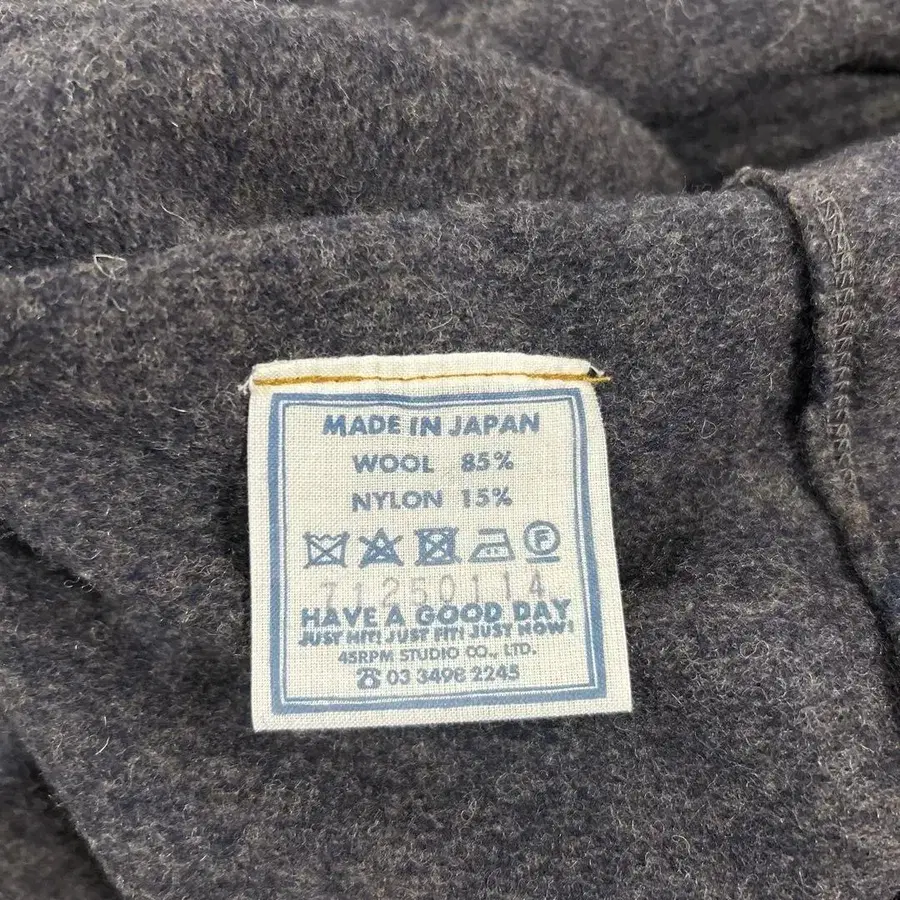 MADE IN JAPAN
WOOL 85%
NYLON 15%
F
71250114
HAVE A GOOD DAY
JUST HIT! JUST FIT! JUST NOW!
45RPM STUDIO CO., LTD.
☎ 03 3498 2245